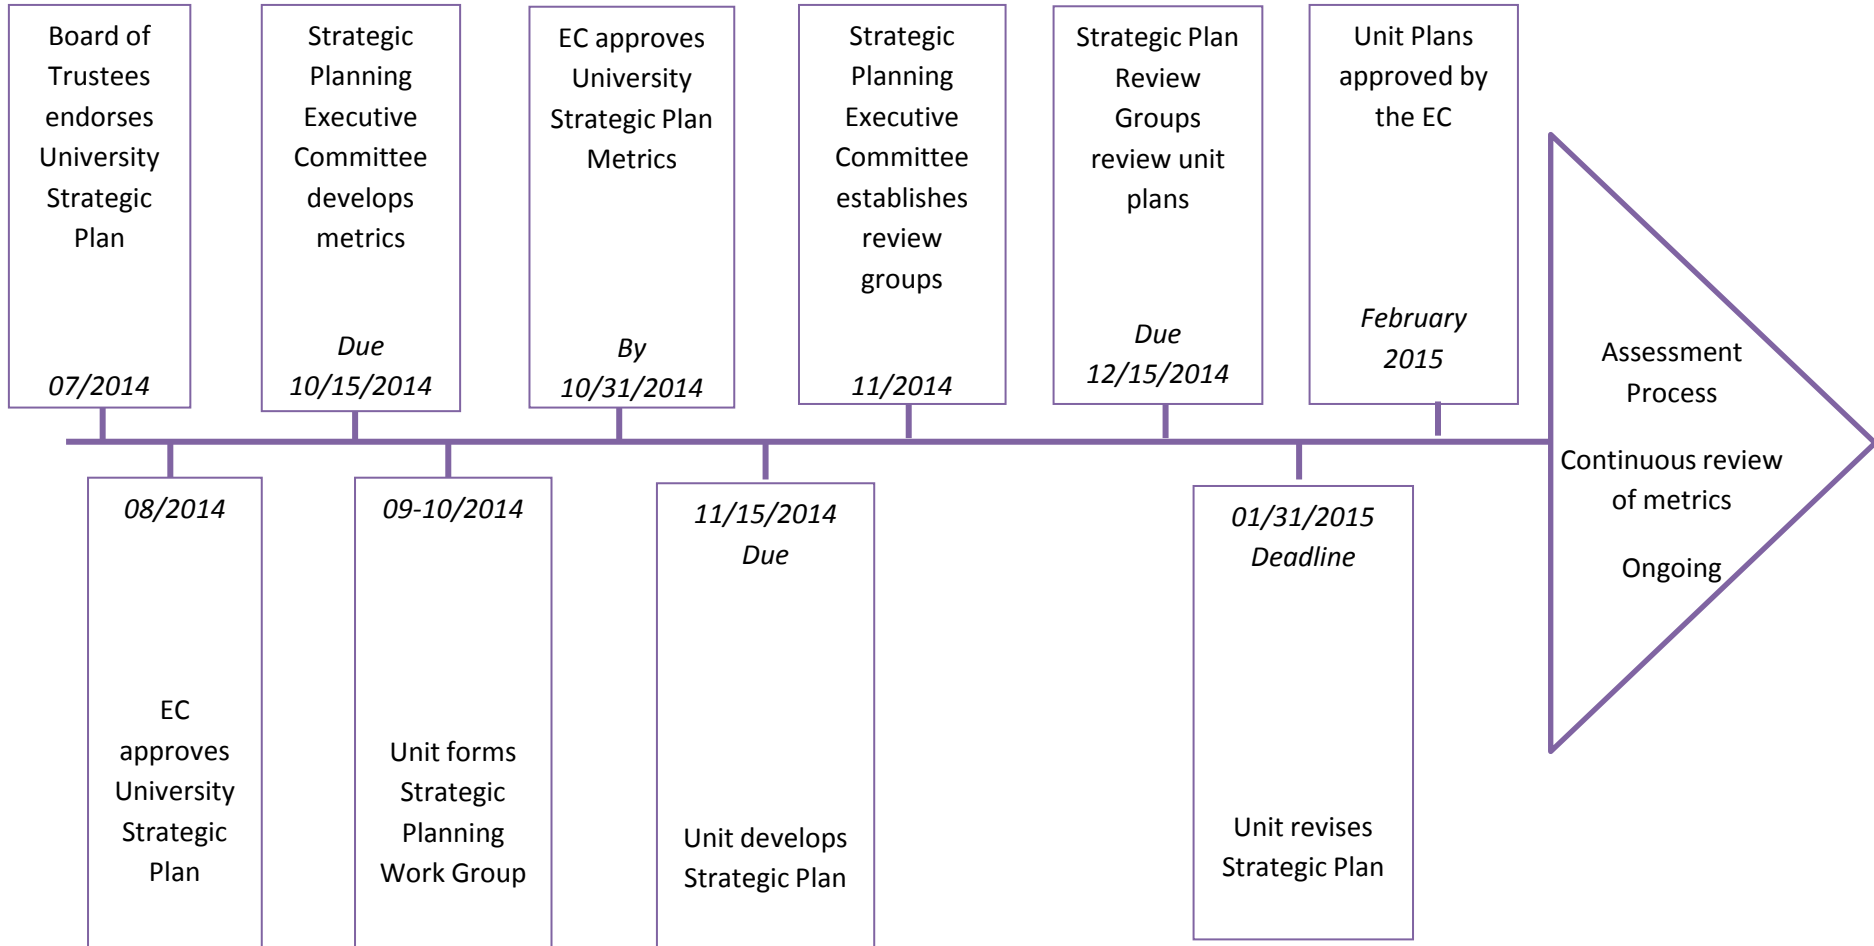 Board of
Trustees
endorses
University
Strategic
Plan
07/2014
Strategic
Planning
Executive
Committee
develops
metrics
Due
10/15/2014
EC approves
University
Strategic Plan
Metrics
By
10/31/2014
Strategic
Planning
Executive
Committee
establishes
review
groups
11/2014
Strategic Plan
Review
Groups
review unit
plans
Due
12/15/2014
Unit Plans
approved by
the EC
February
2015
Assessment
Process
Continuous review
of metrics
Ongoing
08/2014
EC
approves
University
Strategic
Plan
09-10/2014
Unit forms
Strategic
Planning
Work Group
11/15/2014
Due
Unit develops
Strategic Plan
01/31/2015
Deadline
Unit revises
Strategic Plan